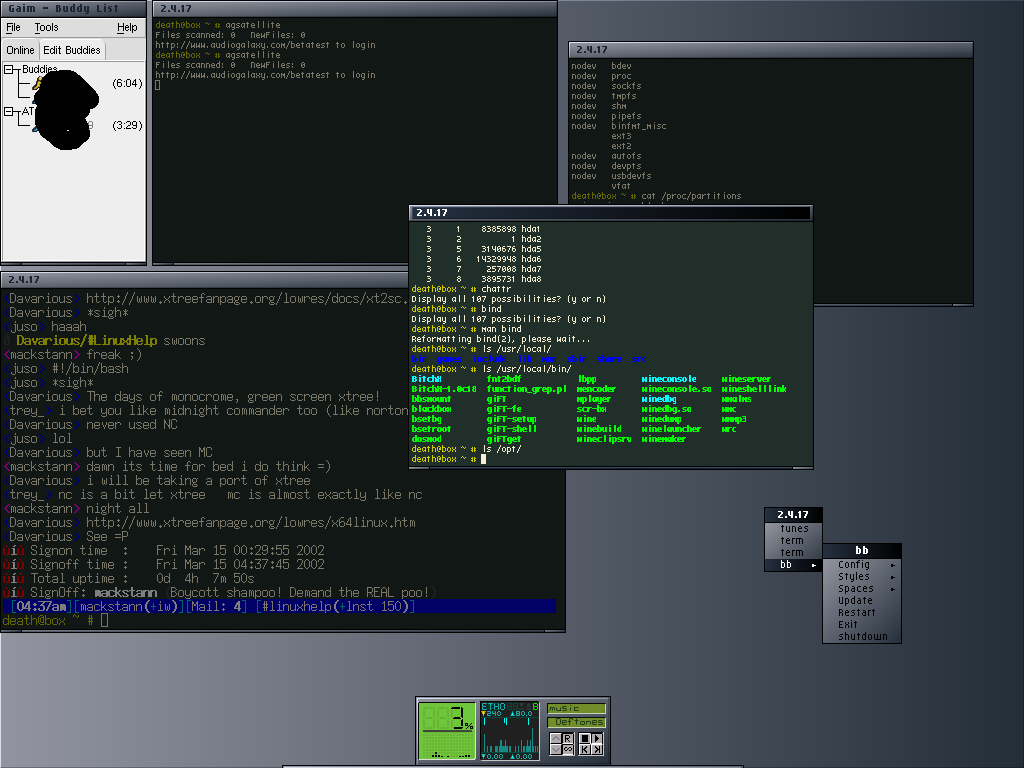 Gaim - Buddy List
File Tools Help
Online Edit Buddies
Buddies
(6:04)
AT
(3:29)
2.4.17
death@box ~ # agsatellite
Files scanned: 0 NewFiles: 0
http://www.audiogalaxy.com/betatest to login
death@box ~ # agsatellite
Files scanned: 0 NewFiles: 0
http://www.audiogalaxy.com/betatest to login
2.4.17
nodev bdev
nodev proc
nodev sockfs
nodev tmpfs
nodev shm
nodev pipefs
nodev binfmt_misc
ext3
ext2
nodev autofs
nodev devpts
nodev usbdevfs
vfat
death@box ~ # cat /proc/partitions
2.4.17
3 1 8385898 hda1
3 2 1 hda2
3 5 3140676 hda5
3 6 14329948 hda6
3 7 257008 hda7
3 8 3895731 hda8
death@box ~ # chattr
Display all 107 possibilities? (y or n)
death@box ~ # bind
Display all 107 possibilities? (y or n)
death@box ~ # man bind
Reformatting bind(2), please wait...
death@box ~ # ls /usr/local/
bin games include lib man sbin share src
death@box ~ # ls /usr/local/bin/
BitchX fnt2bdf lbpp wineconsole wineserver
BitchX-1.0c18 function_grep.pl mencoder wineconsole.so wineshelllink
bbsmount giFT mplayer winedbg wmalms
blackbox giFT-fe scr-bx winedbg.so wmc
bsetbg giFT-setup wine winedump wmmp3
bsetroot giFT-shell winebuild winelauncher wrc
dosmod giFTget wineclipsrv winemaker
death@box ~ # ls /opt/
death@box ~ #
2.4.17
Davarious> http://www.xtreefanpage.org/lowres/docs/xt2sc.
Davarious> *sigh*
<juso> haaah
Davarious/#LinuxHelp swoons
<mackstann> freak ;)
<juso> #!/bin/bash
<juso> *sigh*
Davarious> The days of monocrome, green screen xtree!
trey_> i bet you like midnight commander too (like norton
Davarious> never used NC
<juso> lol
Davarious> but I have seen MC
<mackstann> damn its time for bed i do think =)
Davarious> i will be taking a port of xtree
<trey_> nc is a bit let xtree mc is almost exactly like nc
<mackstann> night all
Davarious> http://www.xtreefanpage.org/lowres/x64linux.htm
Davarious> See =P
Signon time : Fri Mar 15 00:29:55 2002
Signoff time : Fri Mar 15 04:37:45 2002
Total uptime : 0d 4h 7m 50s
SignOff: mackstann (Boycott shampoo! Demand the REAL poo!)
[04:37am][mackstann(+iw)][Mail: 4] [#linuxhelp(+lnst 150)]
death@box ~ #
2.4.17
tunes
term
term
bb
bb
Config
Styles
Spaces
Update
Restart
Exit
shutdown
3%
ETH0
240 80.0
0.00 0.00
music
Deftones
R